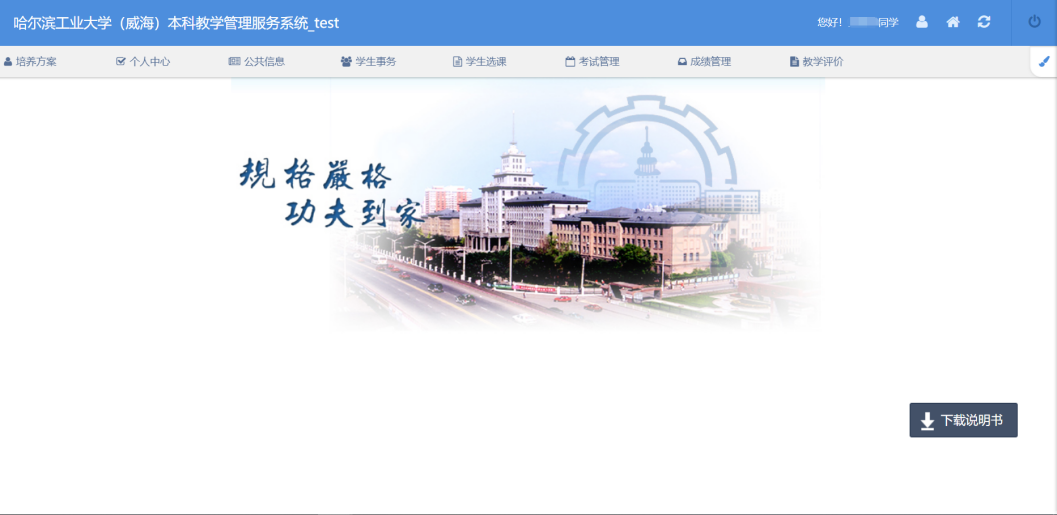 哈尔滨工业大学（威海）本科教学管理服务系统_test
您好！ 同学
培养方案 个人中心 公共信息 学生事务 学生选课 考试管理 成绩管理 教学评价
規格嚴格
功夫到家
下载说明书